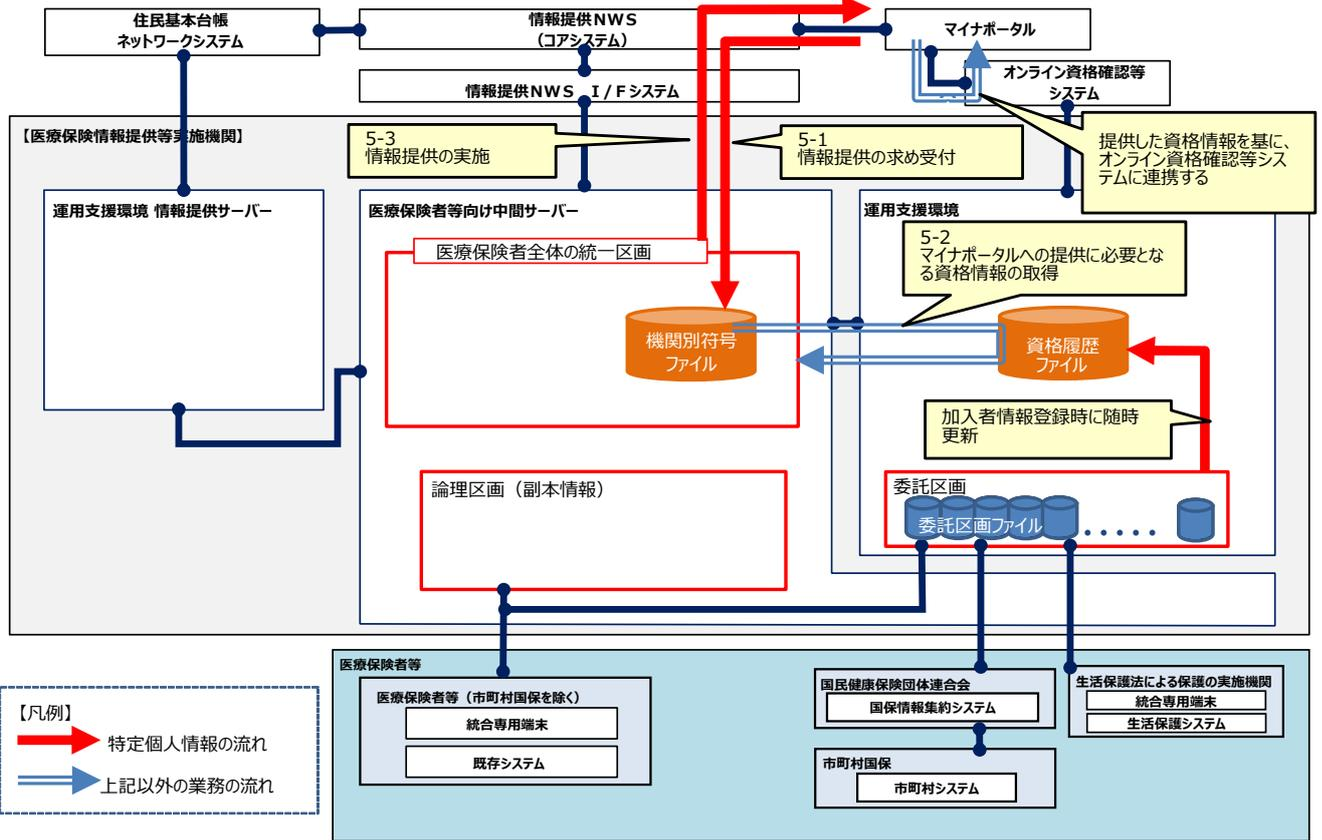 住民基本台帳
ネットワークシステム
情報提供NWS
（コアシステム）
情報提供NWS　I/Fシステム
マイナポータル
オンライン資格確認等
システム
【医療保険情報提供等実施機関】
5-3
情報提供の実施
5-1
情報提供の求め受付
提供した資格情報を基に、
オンライン資格確認等シス
テムに連携する
運用支援環境 情報提供サーバー
医療保険者等向け中間サーバー
運用支援環境
医療保険者全体の統一区画
5-2
マイナポータルへの提供に必要とな
る資格情報の取得
機関別符号
ファイル
資格履歴
ファイル
加入者情報登録時に随時
更新
論理区画（副本情報）
委託区画
委託区画ファイル
・・・・・
医療保険者等
医療保険者等（市町村国保を除く）
統合専用端末
既存システム
国民健康保険団体連合会
国保情報集約システム
市町村国保
市町村システム
生活保護法による保護の実施機関
統合専用端末
生活保護システム
【凡例】
特定個人情報の流れ
上記以外の業務の流れ